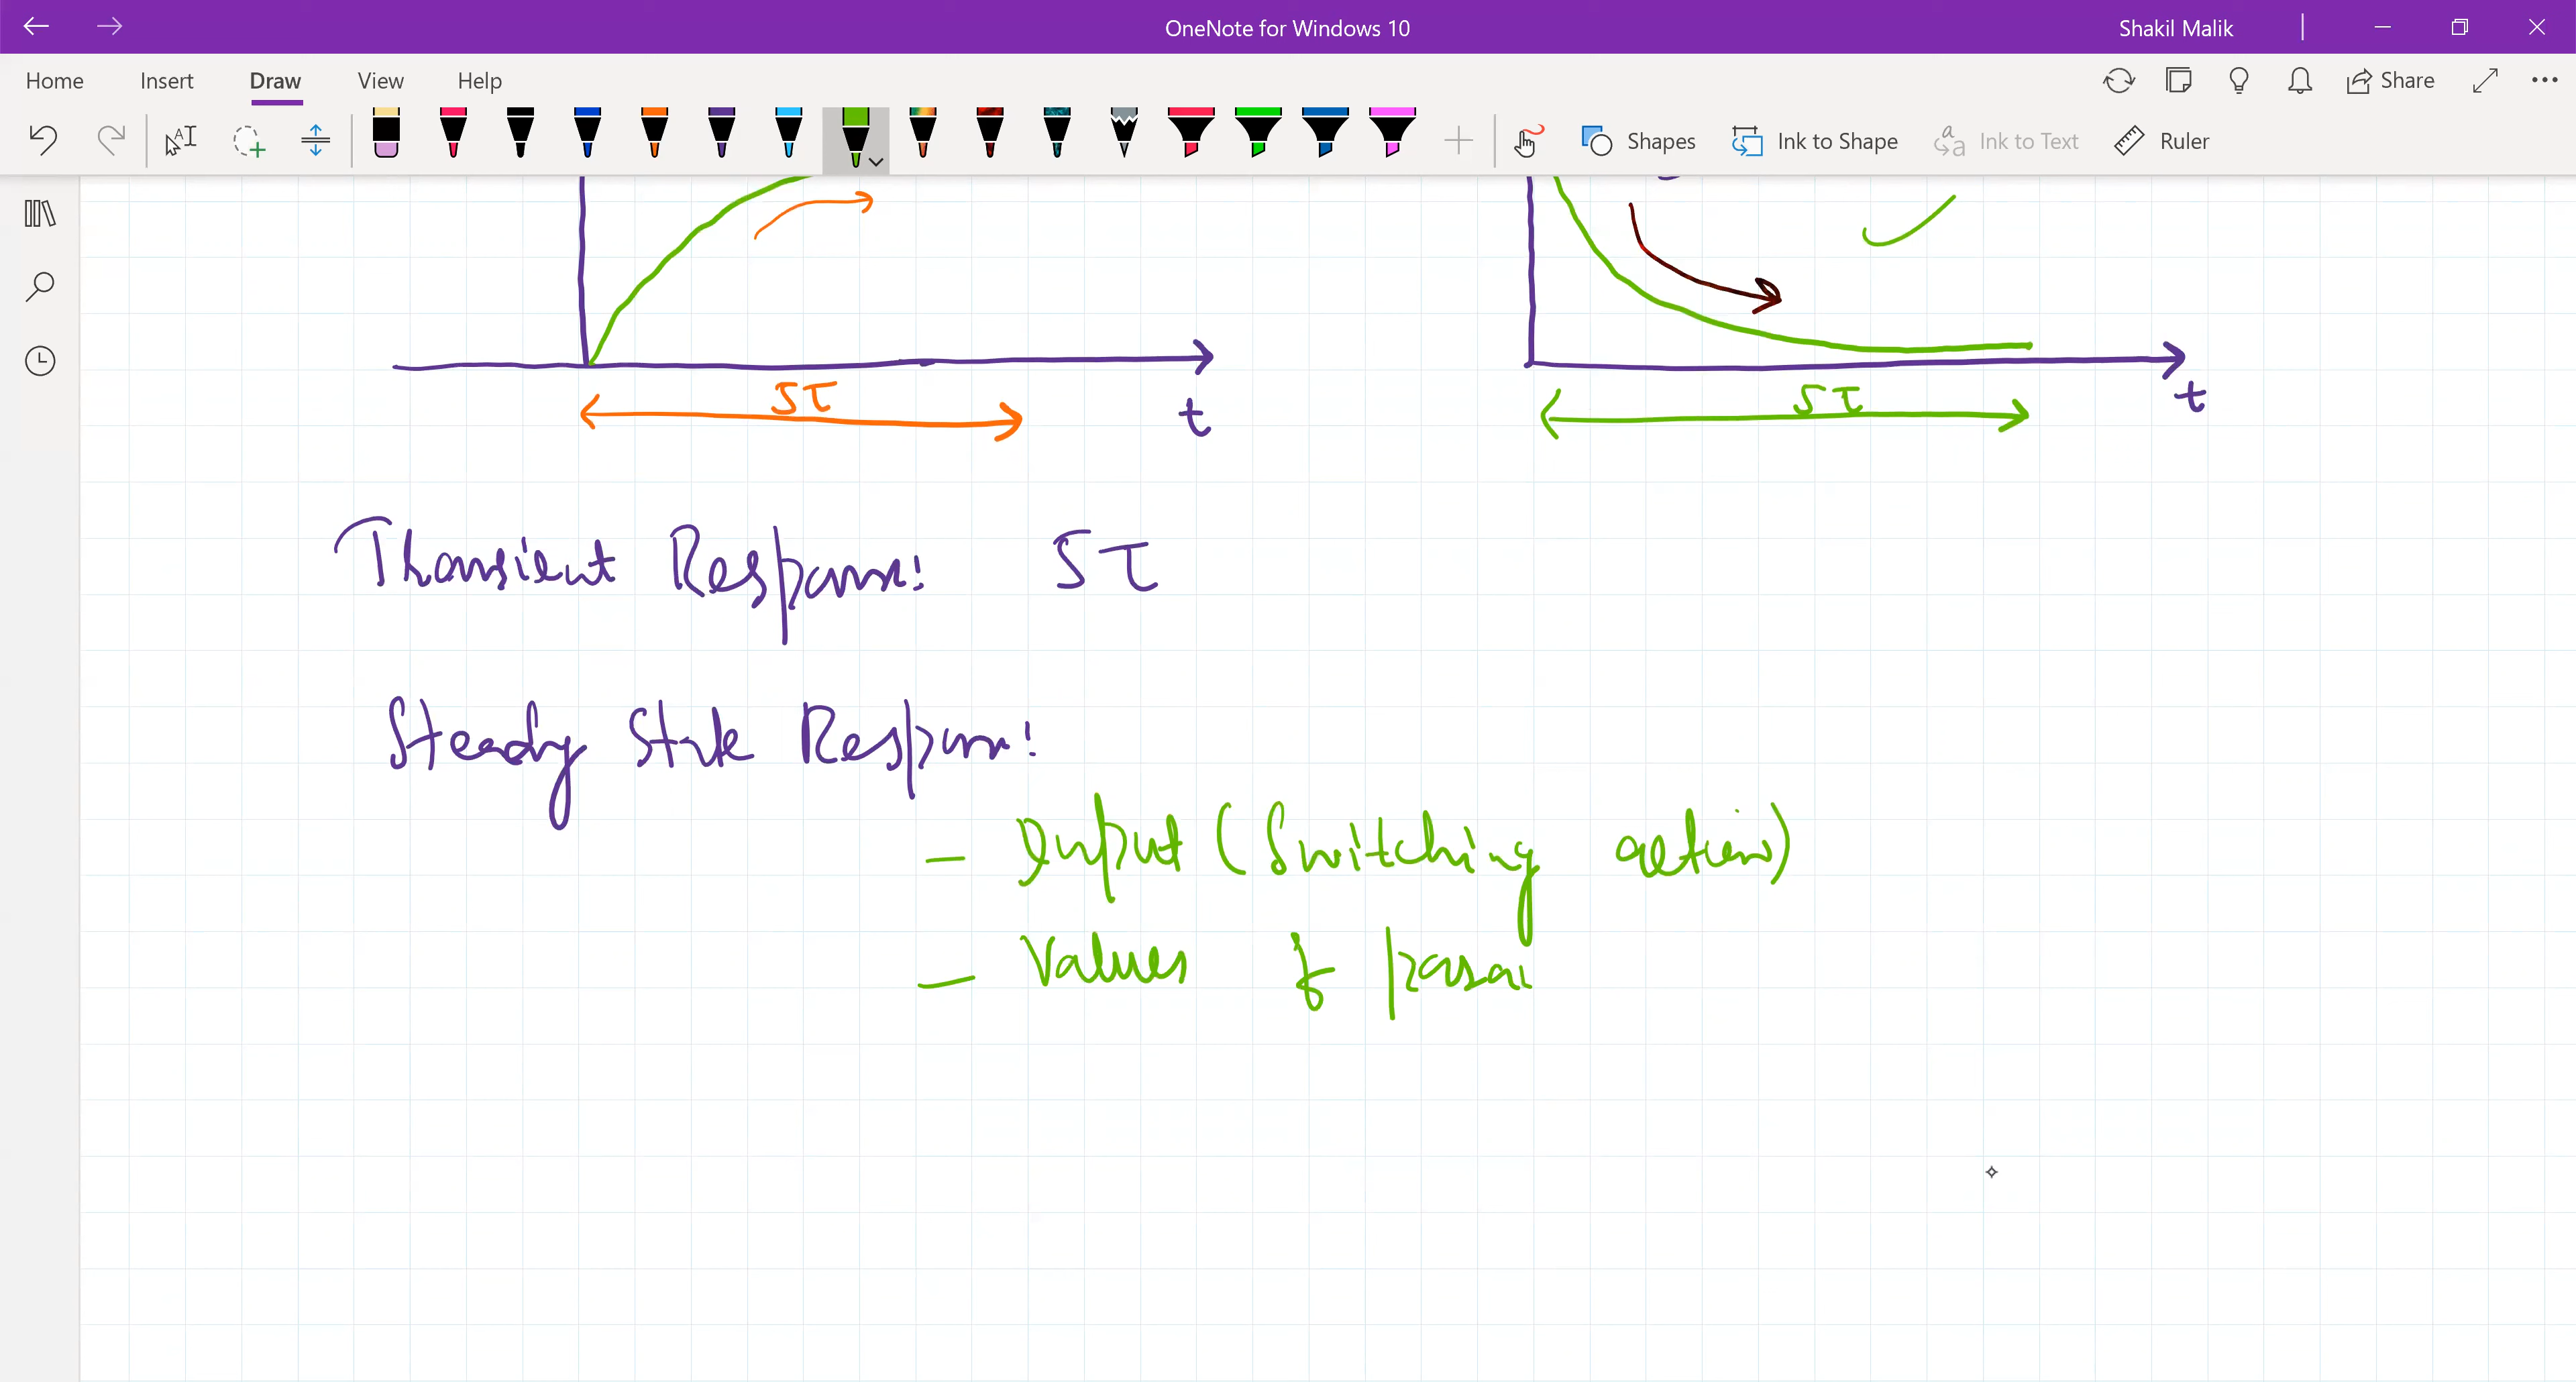 OneNote for Windows 10
Shakil Malik
Home Insert Draw View Help
Share
Shapes Ink to Shape Ink to Text Ruler
5τ
t
5τ
t
Transient Response: 5τ
Steady State Response:
- Input (Switching action)
- Values of param